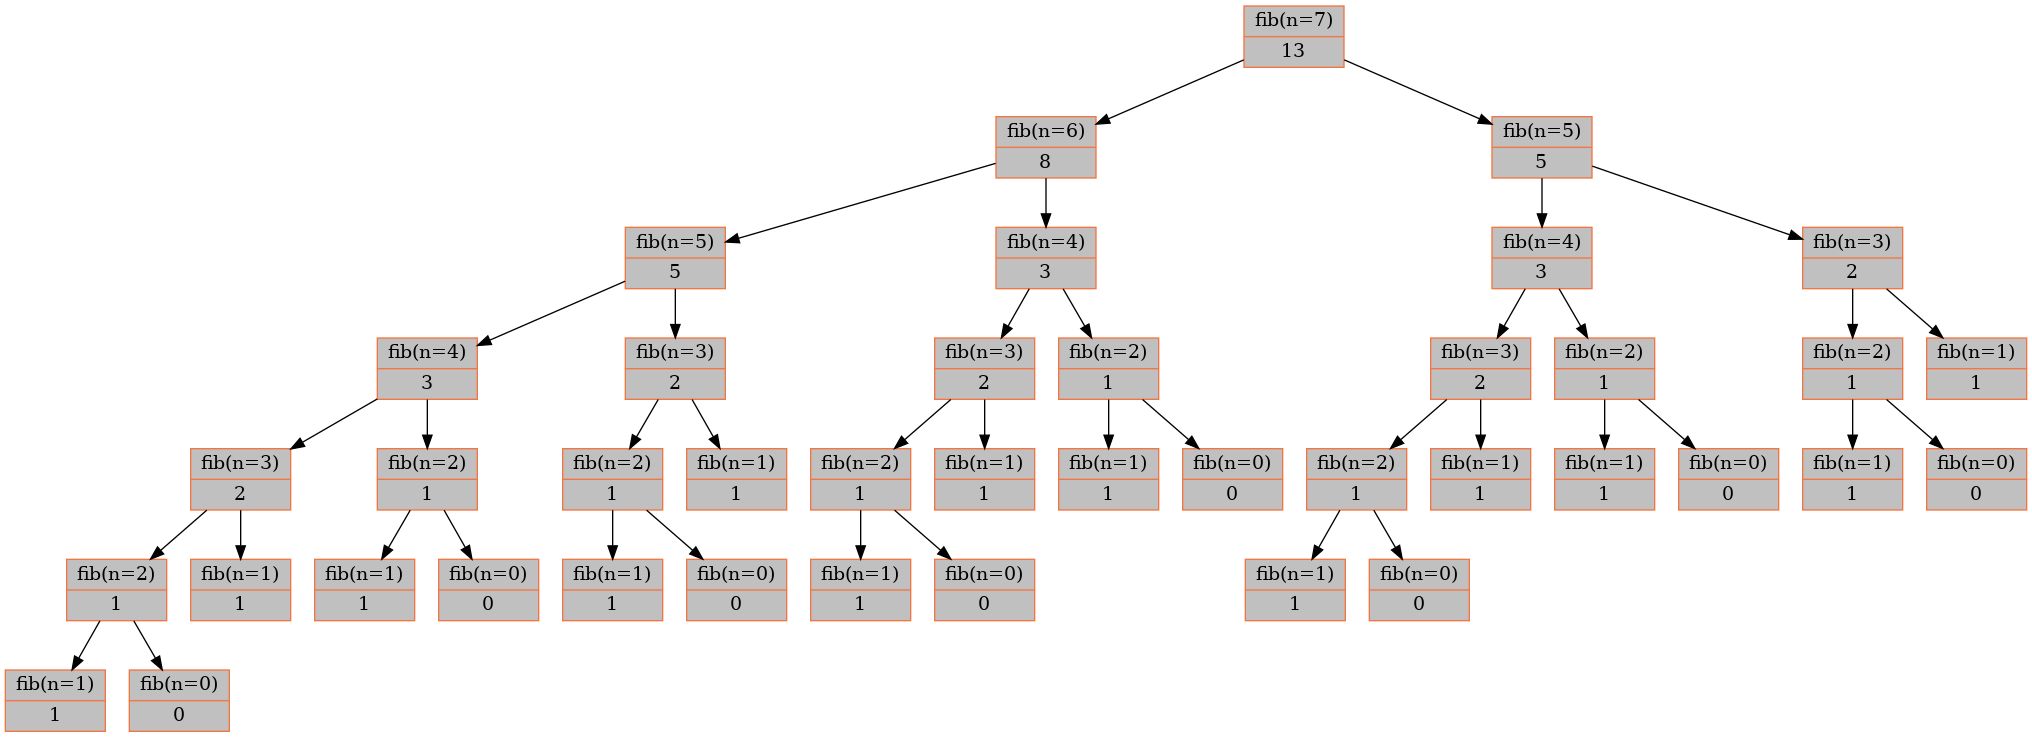 fib(n=7)
13
fib(n=6)
8
fib(n=5)
5
fib(n=5)
5
fib(n=4)
3
fib(n=4)
3
fib(n=3)
2
fib(n=4)
3
fib(n=3)
2
fib(n=3)
2
fib(n=2)
1
fib(n=3)
2
fib(n=2)
1
fib(n=2)
1
fib(n=1)
1
fib(n=3)
2
fib(n=2)
1
fib(n=2)
1
fib(n=1)
1
fib(n=2)
1
fib(n=1)
1
fib(n=1)
1
fib(n=0)
0
fib(n=2)
1
fib(n=1)
1
fib(n=1)
1
fib(n=0)
0
fib(n=1)
1
fib(n=0)
0
fib(n=2)
1
fib(n=1)
1
fib(n=1)
1
fib(n=0)
0
fib(n=1)
1
fib(n=0)
0
fib(n=1)
1
fib(n=0)
0
fib(n=1)
1
fib(n=0)
0
fib(n=1)
1
fib(n=0)
0